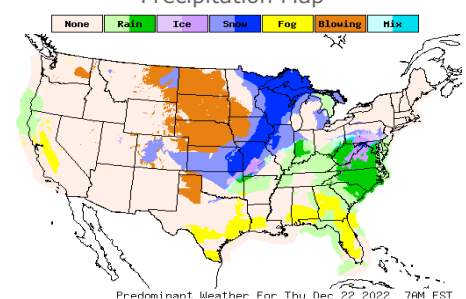 Precipitation Map
None Rain Ice Snow Fog Blowing Mix
Predominant Weather For Thu Dec 22 2022 7AM EST